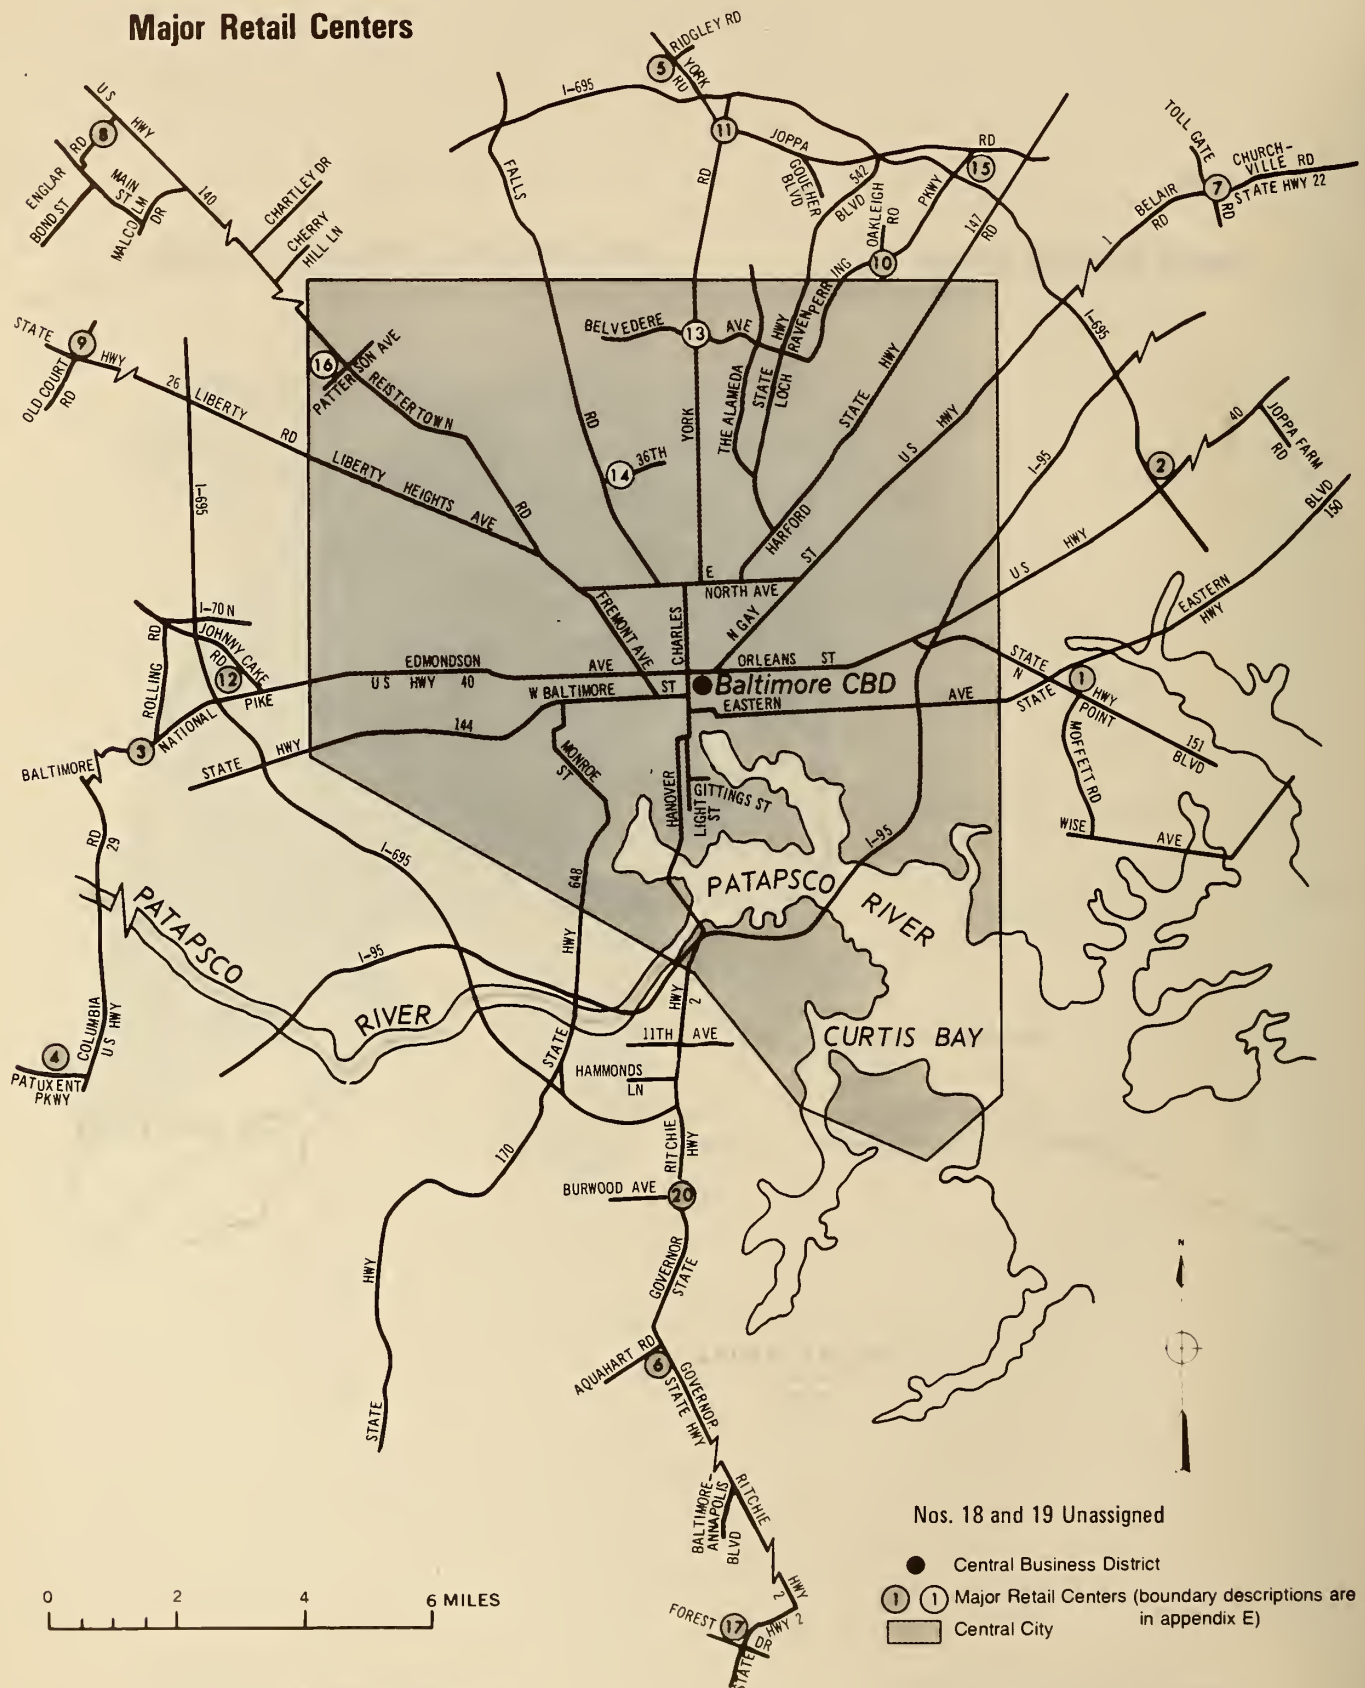 Major Retail Centers
RIDGLEY RD
5
YORK
RD
I-695
US
HWY
140
8
ENGLAR RD
MAIN ST
BOND ST
MALCOLM DR
CHARTLEY DR
CHERRY HILL LN
FALLS
RD
11
JOPPA
RD
GOUCHER BLVD
542
BLVD
OAKLEIGH RD
PKWY
15
147
RD
TOLL GATE
RD
CHURCH-
VILLE RD
STATE HWY 22
7
BELAIR RD
1
10
PERRING
RAVEN
I-695
STATE
HWY
9
OLD COURT RD
26
LIBERTY
RD
16
PATTERSON AVE
REISTERTOWN
RD
BELVEDERE
13
AVE
THE ALAMEDA
STATE
HWY
LOCH
STATE
HWY
YORK
RD
14
36TH
LIBERTY HEIGHTS AVE
HARFORD
US
HWY
ST
I-95
2
40
JOPPA FARM RD
BLVD
150
US
HWY
EASTERN
HWY
I-695
E
NORTH AVE
N GAY
CHARLES
ST
FREMONT AVE
I-70 N
JOHNNY CAKE
RD
ROLLING
RD
12
EDMONDSON
AVE
US HWY 40
NATIONAL
PIKE
ORLEANS ST
W BALTIMORE
ST
Baltimore CBD
EASTERN
AVE
STATE
N
STATE
1
HWY
POINT
151
BLVD
MOFFETT RD
WISE
AVE
144
STATE
HWY
3
BALTIMORE
RD
29
MONROE ST
HANOVER
LIGHT ST
GITTINGS ST
I-695
648
HWY
I-95
PATAPSCO
RIVER
PATAPSCO
RIVER
I-95
HWY
2
CURTIS BAY
COLUMBIA
US HWY
4
PATUXENT
PKWY
STATE
11TH AVE
HAMMONDS
LN
RITCHIE
HWY
170
BURWOOD AVE
20
HWY
STATE
GOVERNOR
STATE
N
AQUAHART RD
6
GOVERNOR
STATE HWY
RITCHIE
BALTIMORE-
ANNAPOLIS
BLVD
HWY
2
FOREST
17
DR
HWY 2
STATE
Nos. 18 and 19 Unassigned
Central Business District
1 1 Major Retail Centers (boundary descriptions are
in appendix E)
Central City
0 2 4 6 MILES